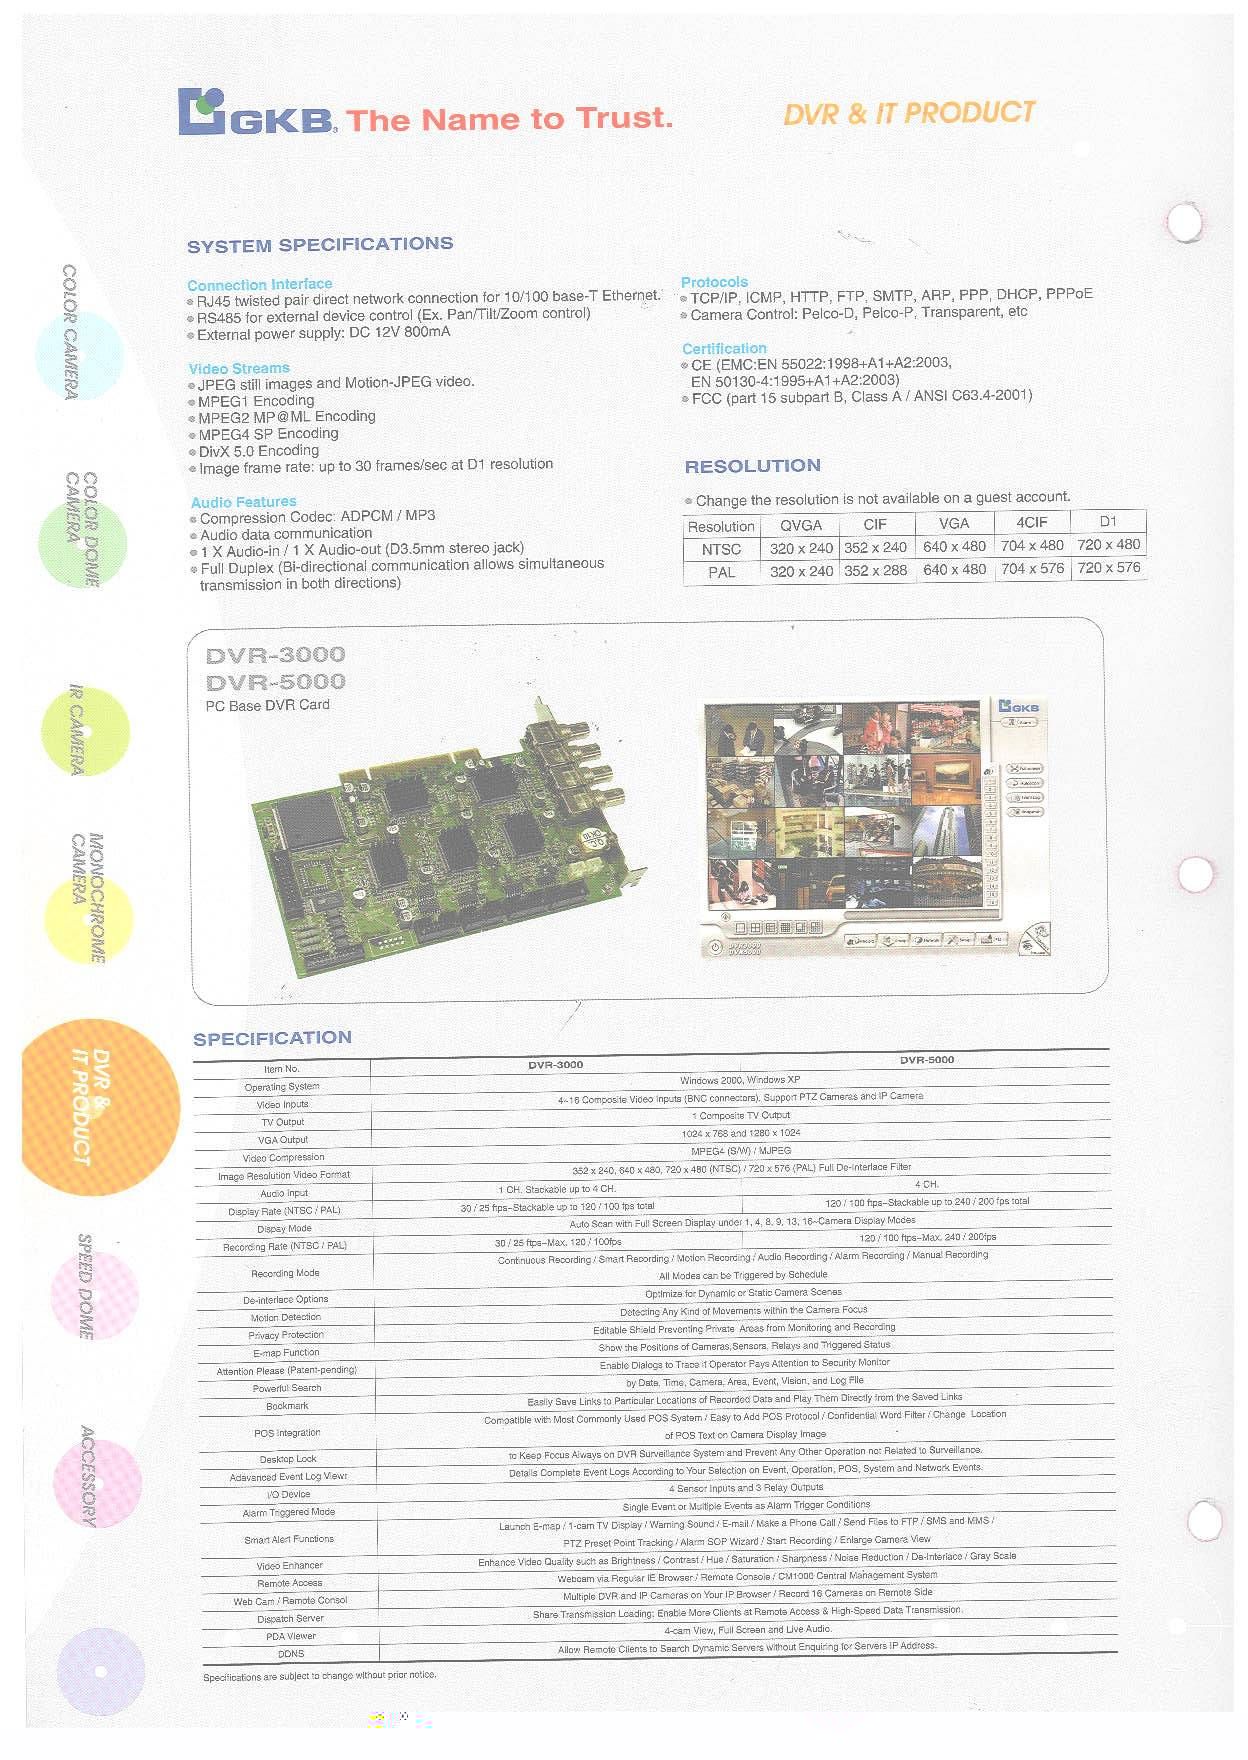 GKB® The Name to Trust.
DVR & IT PRODUCT
COLOR CAMERA
COLOR DOME
CAMERA
IR CAMERA
MONOCHROME
CAMERA
DVR &
IT PRODUCT
SPEED DOME
ACCESSORY
SYSTEM SPECIFICATIONS
Connection Interface
RJ45 twisted pair direct network connection for 10/100 base-T Ethernet.
RS485 for external device control (Ex. Pan/Tilt/Zoom control)
External power supply: DC 12V 800mA
Video Streams
JPEG still images and Motion-JPEG video.
MPEG1 Encoding
MPEG2 MP@ML Encoding
MPEG4 SP Encoding
DivX 5.0 Encoding
Image frame rate: up to 30 frames/sec at D1 resolution
Audio Features
Compression Codec: ADPCM / MP3
Audio data communication
1 X Audio-in / 1 X Audio-out (D3.5mm stereo jack)
Full Duplex (Bi-directional communication allows simultaneous
transmission in both directions)
Protocols
TCP/IP, ICMP, HTTP, FTP, SMTP, ARP, PPP, DHCP, PPPoE
Camera Control: Pelco-D, Pelco-P, Transparent, etc
Certification
CE (EMC:EN 55022:1998+A1+A2:2003,
EN 50130-4:1995+A1+A2:2003)
FCC (part 15 subpart B, Class A / ANSI C63.4-2001)
RESOLUTION
Change the resolution is not available on a guest account.
Resolution QVGA CIF VGA 4CIF D1
NTSC 320 x 240 352 x 240 640 x 480 704 x 480 720 x 480
PAL 320 x 240 352 x 288 640 x 480 704 x 576 720 x 576
DVR-3000
DVR-5000
PC Base DVR Card
GKB
DVR3000
DVR5000
SPECIFICATION
Item No. DVR-3000 DVR-5000
Operating System Windows 2000, Windows XP
Video Inputs 4~16 Composite Video Inputs (BNC connectors), Support PTZ Cameras and IP Camera
TV Output 1 Composite TV Output
VGA Output 1024 x 768 and 1280 x 1024
Video Compression MPEG4 (S/W) / MJPEG
Image Resolution Video Format 352 x 240, 640 x 480, 720 x 480 (NTSC) / 720 x 576 (PAL) Full De-Interlace Filter
Audio Input 1 CH. Stackable up to 4 CH. 4 CH.
Display Rate (NTSC / PAL) 30 / 25 ftps~Stackable up to 120 / 100 fps total 120 / 100 ftps~Stackable up to 240 / 200 fps total
Dispay Mode Auto Scan with Full Screen Display under 1, 4, 8, 9, 13, 16~Camera Display Modes
Recording Rate (NTSC / PAL) 30 / 25 ftps~Max. 120 / 100fps 120 / 100 ftps~Max. 240 / 200fps
Recording Mode Continuous Recording / Smart Recording / Motion Recording / Audio Recording / Alarm Recording / Manual Recording
All Modes can be Triggered by Schedule
De-interlace Options Optimize for Dynamic or Static Camera Scenes
Motion Detection Detecting Any Kind of Movements within the Camera Focus
Privacy Protection Editable Shield Preventing Private Areas from Monitoring and Recording
E-map Function Show the Positions of Cameras,Sensors, Relays and Triggered Status
Attention Please (Patent-pending) Enable Dialogs to Trace if Operator Pays Attention to Security Monitor
Powerful Search by Date, Time, Camera, Area, Event, Vision, and Log File
Bookmark Easily Save Links to Particular Locations of Recorded Data and Play Them Directly from the Saved Links
POS Integration Compatible with Most Commonly Used POS System / Easy to Add POS Protocol / Confidential Word Filter / Change Location
of POS Text on Camera Display Image
Desktop Lock to Keep Focus Always on DVR Surveillance System and Prevent Any Other Operation not Related to Surveillance.
Adavanced Event Log Viewr Details Complete Event Logs According to Your Selection on Event, Operation, POS, System and Network Events.
I/O Device 4 Sensor Inputs and 3 Relay Outputs
Alarm Triggered Mode Single Event or Multiple Events as Alarm Trigger Conditions
Smart Alert Functions Launch E-map / 1-cam TV Display / Warning Sound / E-mail / Make a Phone Call / Send Files to FTP / SMS and MMS /
PTZ Preset Point Tracking / Alarm SOP Wizard / Start Recording / Enlarge Camera View
Video Enhancer Enhance Video Quality such as Brightness / Contrast / Hue / Saturation / Sharpness / Noise Reduction / De-Interlace / Gray Scale
Remote Access Webcam via Regular IE Browser / Remote Console / CM1000 Central Management System
Web Cam / Remote Consol Multiple DVR and IP Cameras on Your IP Browser / Record 16 Cameras on Remote Side
Dispatch Server Share Transmission Loading; Enable More Clients at Remote Access & High-Speed Data Transmission.
PDA Viewer 4-cam View, Full Screen and Live Audio.
DDNS Allow Remote Clients to Search Dynamic Servers without Enquiring for Servers IP Address.
Specifications are subject to change without prior notice.